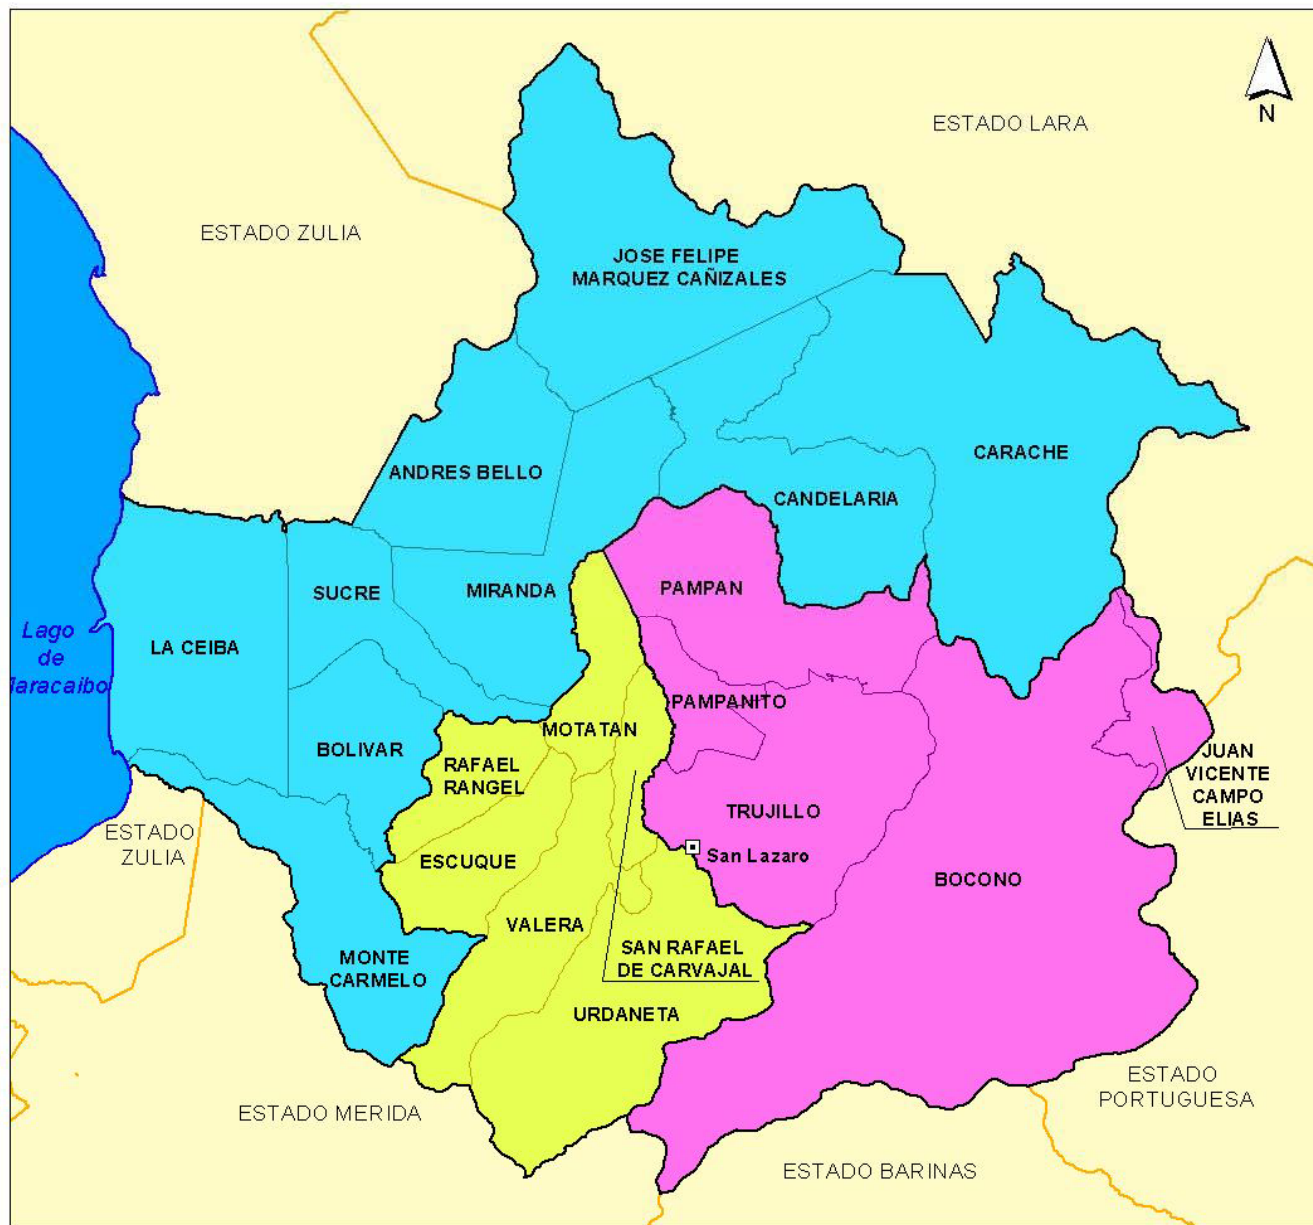 N
ESTADO LARA
ESTADO ZULIA
JOSE FELIPE
MARQUEZ CAÑIZALES
CARACHE
ANDRES BELLO
CANDELARIA
SUCRE
MIRANDA
PAMPAN
Lago
de
Maracaibo
LA CEIBA
PAMPANITO
MOTATAN
BOLIVAR
RAFAEL
RANGEL
JUAN
VICENTE
CAMPO
ELIAS
TRUJILLO
ESTADO
ZULIA
San Lazaro
ESCUQUE
BOCONO
VALERA
SAN RAFAEL
DE CARVAJAL
MONTE
CARMELO
URDANETA
ESTADO
PORTUGUESA
ESTADO MERIDA
ESTADO BARINAS